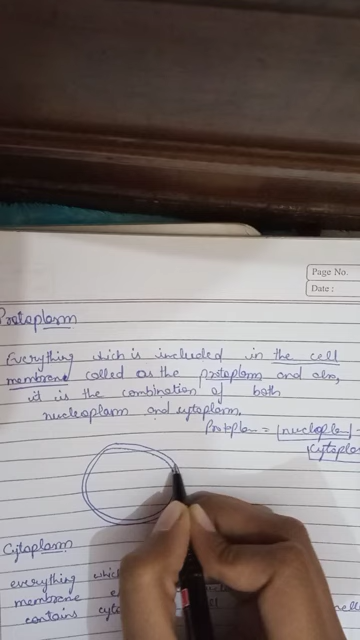 Page No.
Date :
Protoplasm
Everything which is included in the cell
membrane called as the protoplasm and also,
it is the combination of both
nucleoplasm and cytoplasm.
Protoplam =
Cytoplasm
everything
membrane
contains